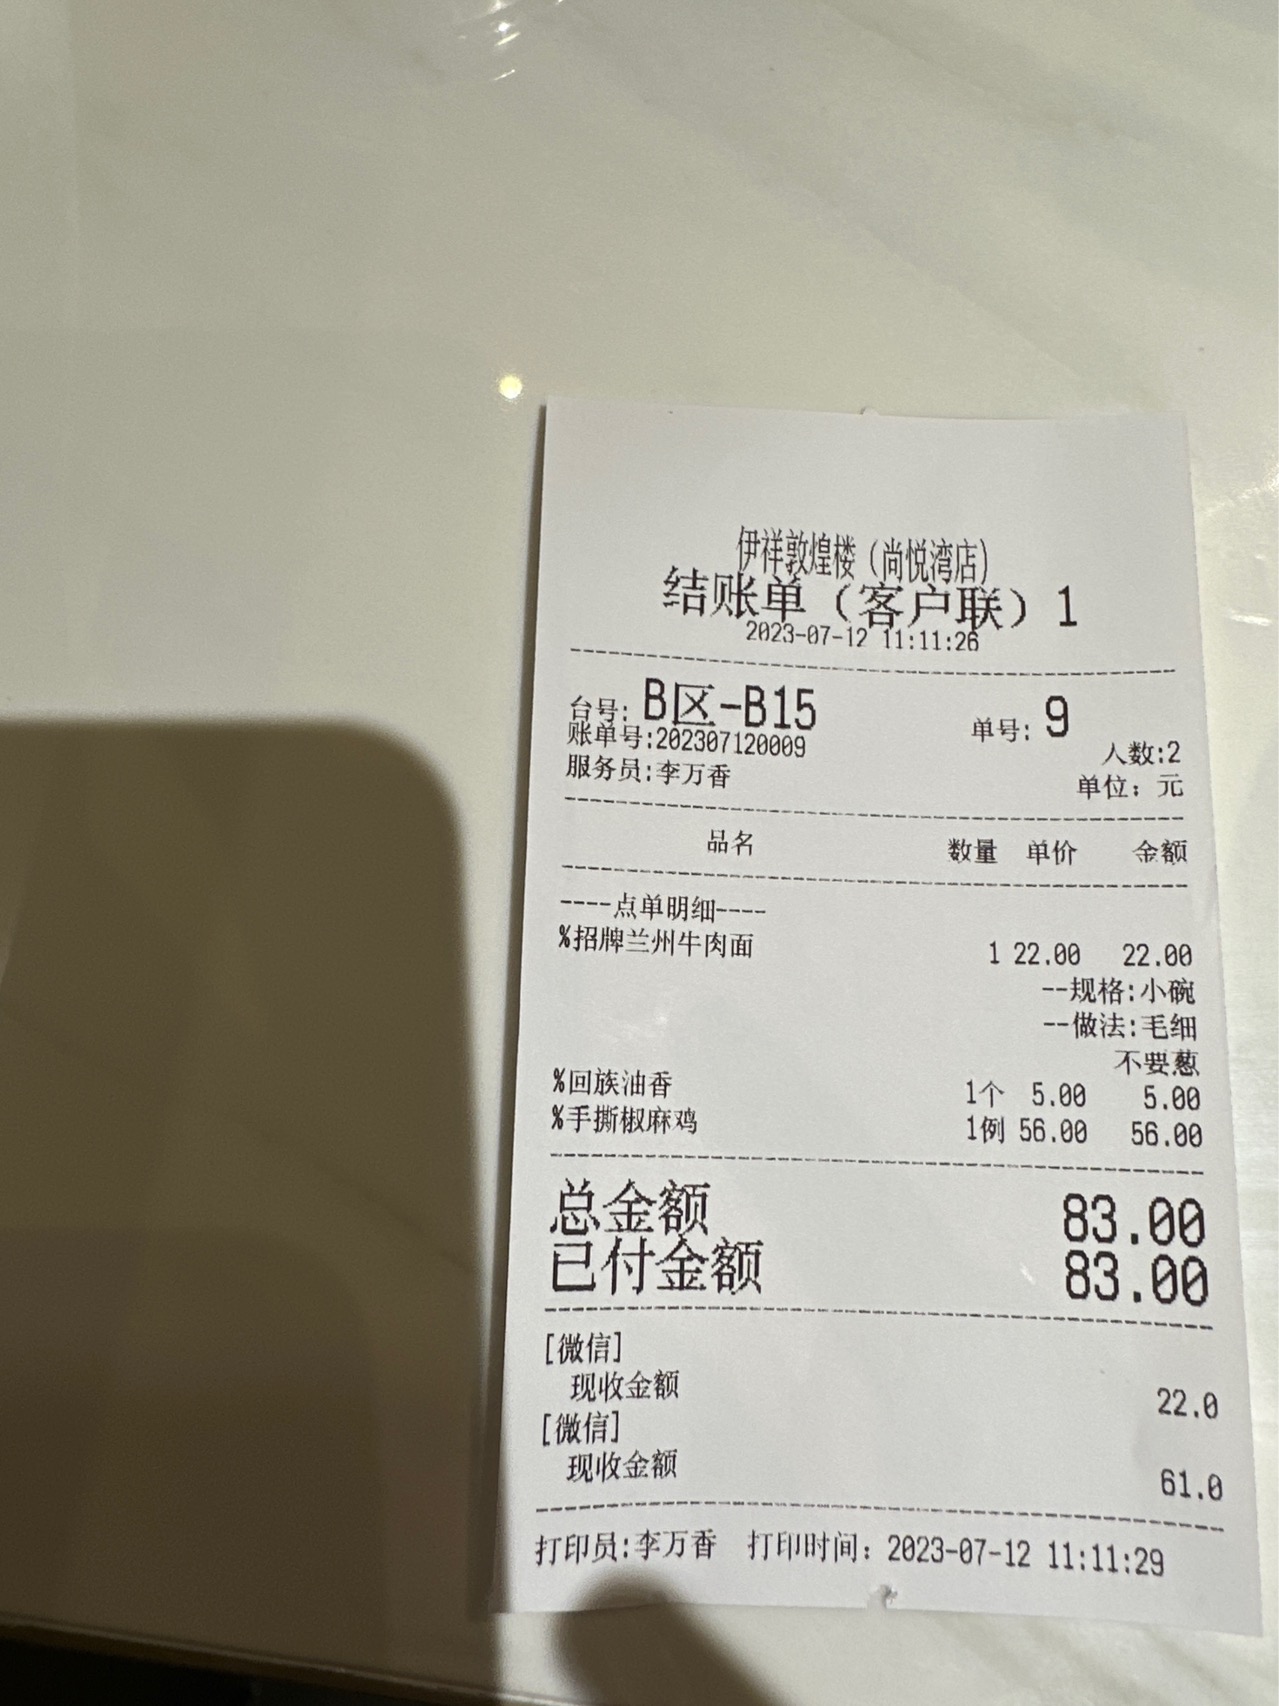 伊祥敦煌楼（尚悦湾店）
结账单（客户联）1
2023-07-12 11:11:26
台号: B区-B15 单号: 9
账单号:202307120009 人数:2
服务员:李万香 单位：元
品名 数量 单价 金额
----点单明细----
%招牌兰州牛肉面 1 22.00 22.00
--规格:小碗
--做法:毛细
不要葱
%回族油香 1个 5.00 5.00
%手撕椒麻鸡 1例 56.00 56.00
总金额 83.00
已付金额 83.00
[微信]
现收金额 22.0
[微信]
现收金额 61.0
打印员:李万香 打印时间：2023-07-12 11:11:29